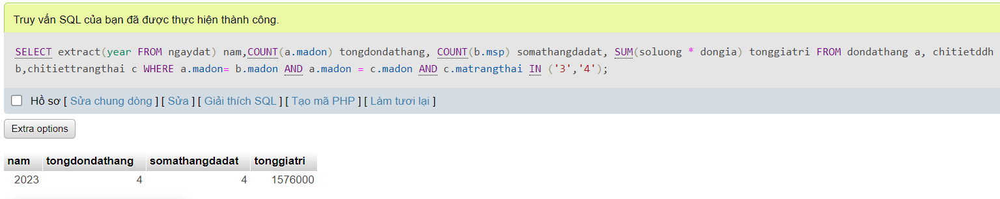 Truy vấn SQL của bạn đã được thực hiện thành công.
SELECT extract(year FROM ngaydat) nam,COUNT(a.madon) tongdondathang, COUNT(b.msp) somathangdadat, SUM(soluong * dongia) tonggiatri FROM dondathang a, chitietddh
b,chitiettrangthai c WHERE a.madon= b.madon AND a.madon = c.madon AND c.matrangthai IN ('3','4');
Hồ sơ [ Sửa chung dòng ] [ Sửa ] [ Giải thích SQL ] [ Tạo mã PHP ] [ Làm tươi lại ]
Extra options
nam tongdondathang somathangdadat tonggiatri
2023 4 4 1576000